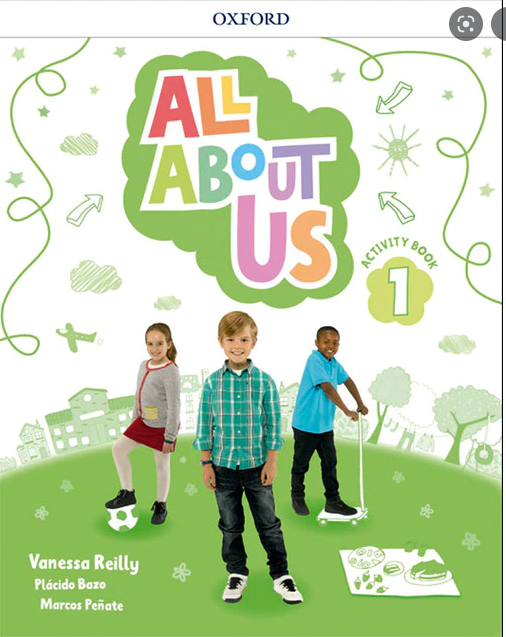 OXFORD
ALL
ABOUT
US
ACTIVITY BOOK
1
Vanessa Reilly
Plácido Bazo
Marcos Peñate